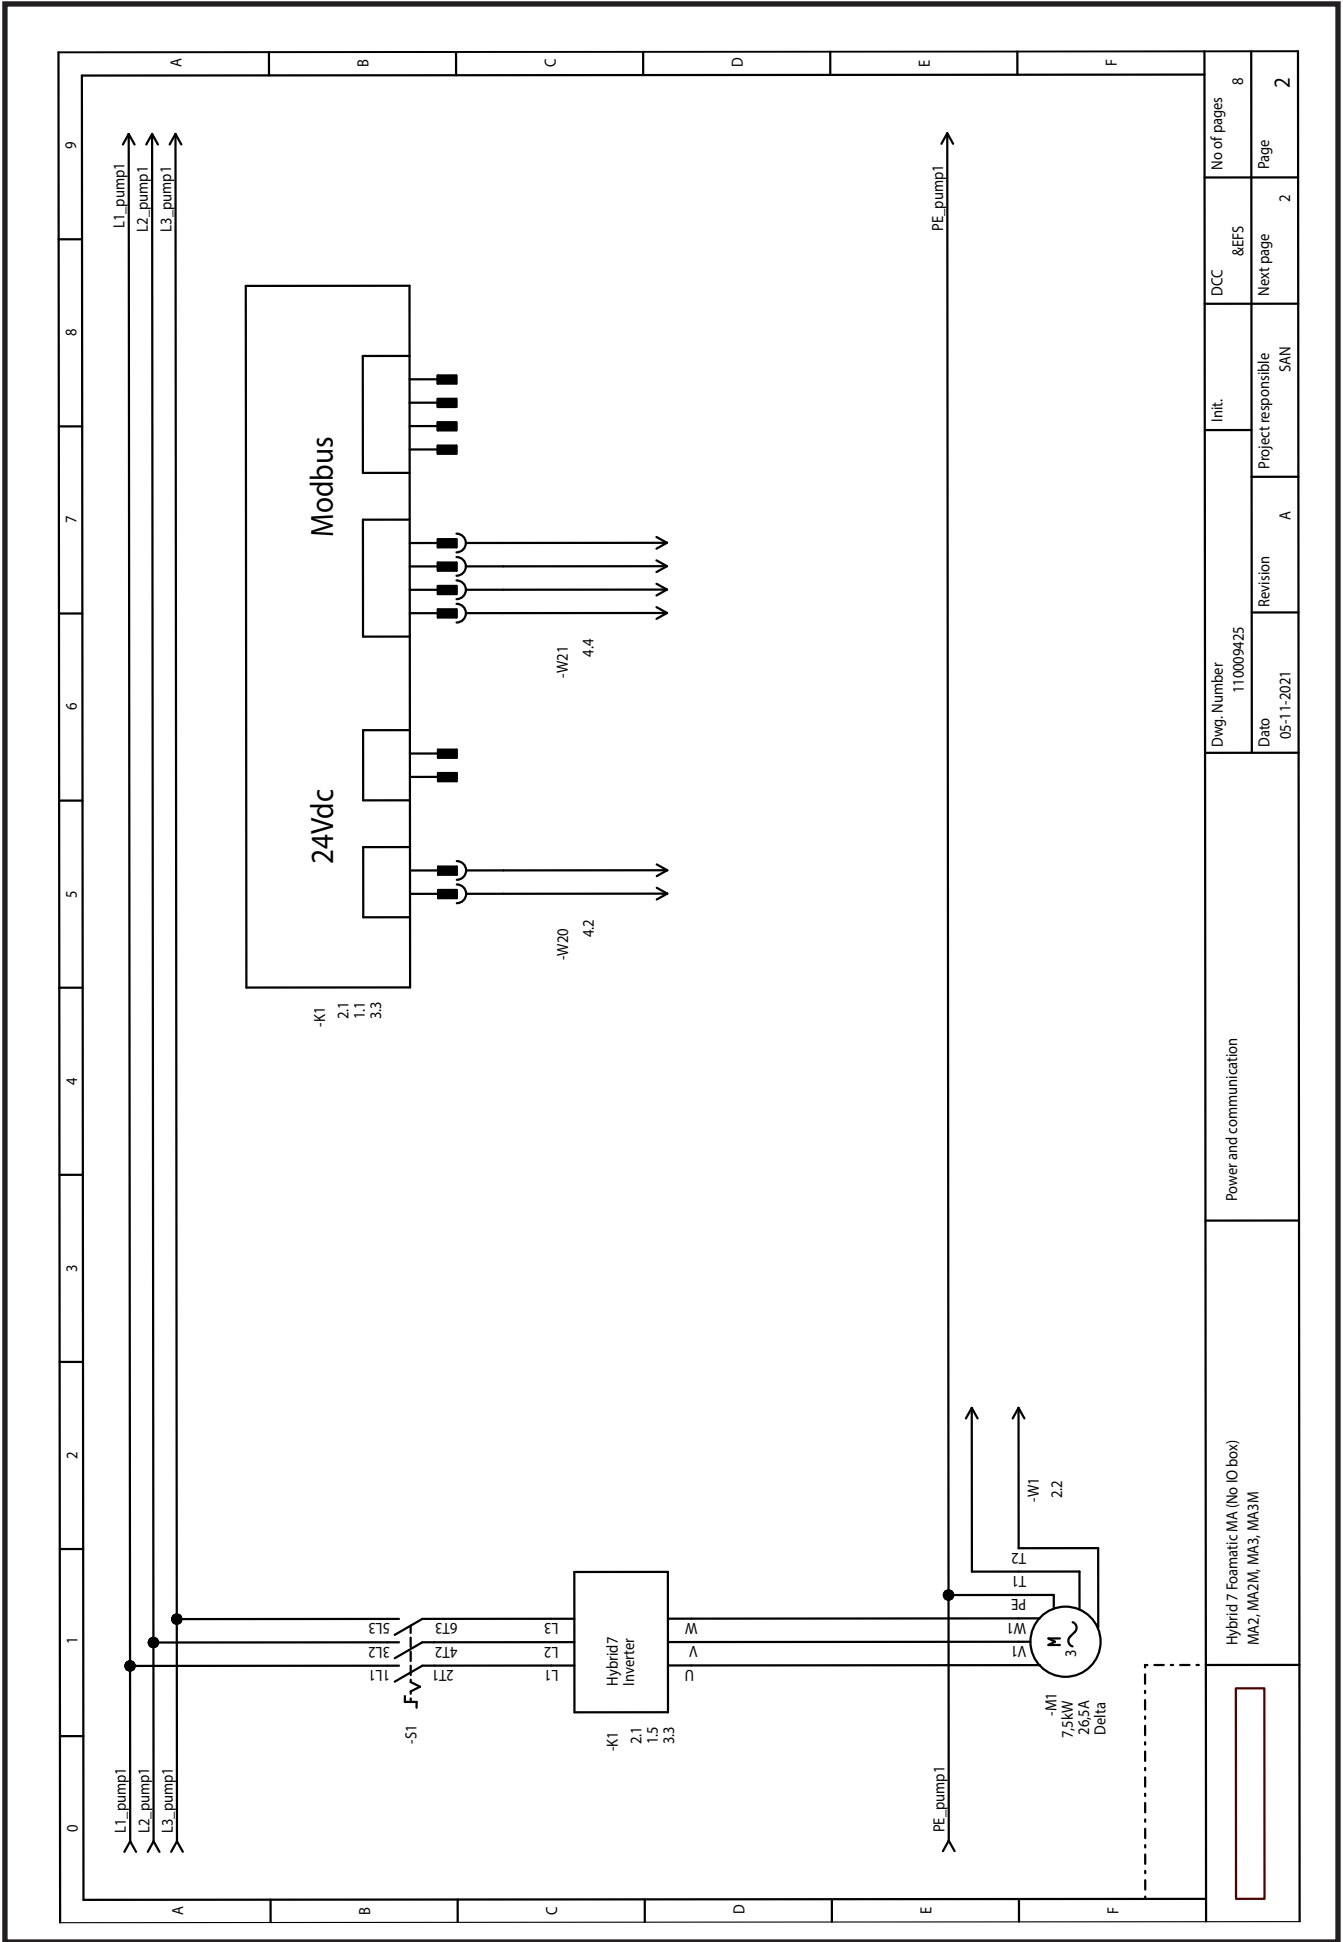 0 1 2 3 4 5 6 7 8 9
A
B
C
D
E
F
A
B
C
D
E
F
L1_pump1
L2_pump1
L3_pump1
L1_pump1
L2_pump1
L3_pump1
-S1
1L1
3L2
5L3
2T1
4T2
6T3
L1
L2
L3
-K1
2.1
1.5
3.3
Hybrid7
Inverter
U
V
W
-K1
2.1
1.1
3.3
24Vdc
Modbus
-W20
4.2
-W21
4.4
PE_pump1
PE_pump1
V1
W1
PE
T1
T2
-M1
7,5kW
26,5A
Delta
M
3
-W1
2.2
Hybrid 7 Foamatic MA (No IO box)
MA2, MA2M, MA3, MA3M
Power and communication
Dwg. Number
110009425
Init.
DCC
&EFS
No of pages
8
Dato
05-11-2021
Revision
A
Project responsible
SAN
Next page
2
Page
2